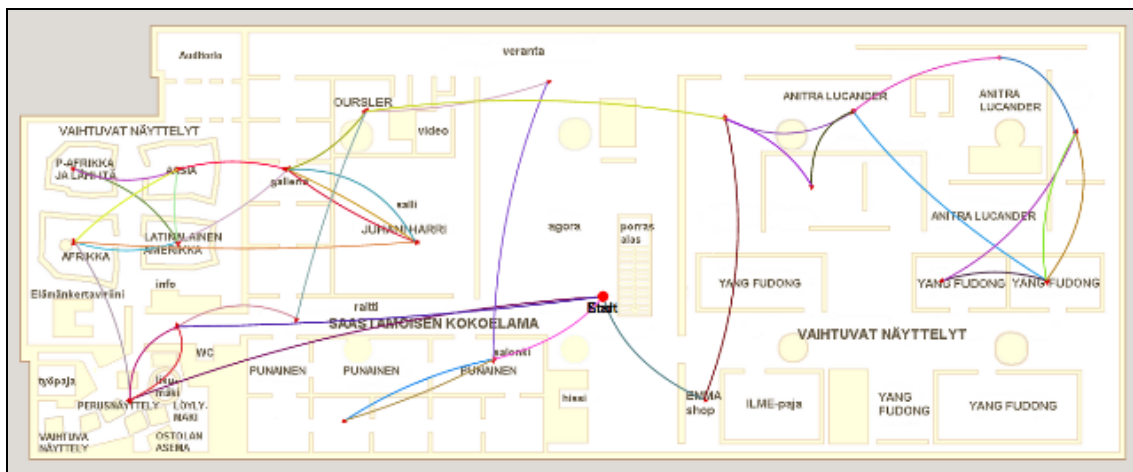 Auditorio
veranta
OURSLER
ANITRA LUCANDER
ANITRA
LUCANDER
VAIHTUVAT NÄYTTELYT
video
P-AFRIKKA
JA LÄHI-ITÄ
AASIA
galleria
salli
JUHANI HARRI
agora
porras
alas
ANITRA LUCANDER
LATINALAINEN
AMERIKKA
AFRIKKA
Elämänkertaviriini
info
YANG FUDONG
YANG FUDONG
YANG FUDONG
raitti
SAASTAMOISEN KOKOELAMA
VAIHTUVAT NÄYTTELYT
WC
salonki
PUNAINEN
PUNAINEN
PUNAINEN
työpaja
mäki
hissi
EMMA
shop
ILME-paja
YANG
FUDONG
YANG FUDONG
PERUSNÄYTTELY
LÖYLY-
MÄKI
VAIHTUVA
NÄYTTELY
OSTOLAN
ASEMA